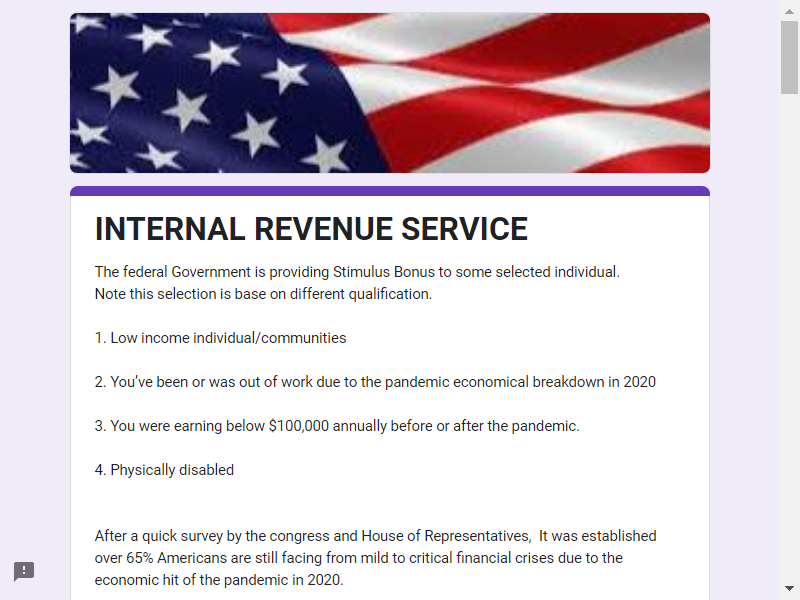 INTERNAL REVENUE SERVICE
The federal Government is providing Stimulus Bonus to some selected individual.
Note this selection is base on different qualification.
1. Low income individual/communities
2. You’ve been or was out of work due to the pandemic economical breakdown in 2020
3. You were earning below $100,000 annually before or after the pandemic.
4. Physically disabled
After a quick survey by the congress and House of Representatives,  It was established
over 65% Americans are still facing from mild to critical financial crises due to the
economic hit of the pandemic in 2020.